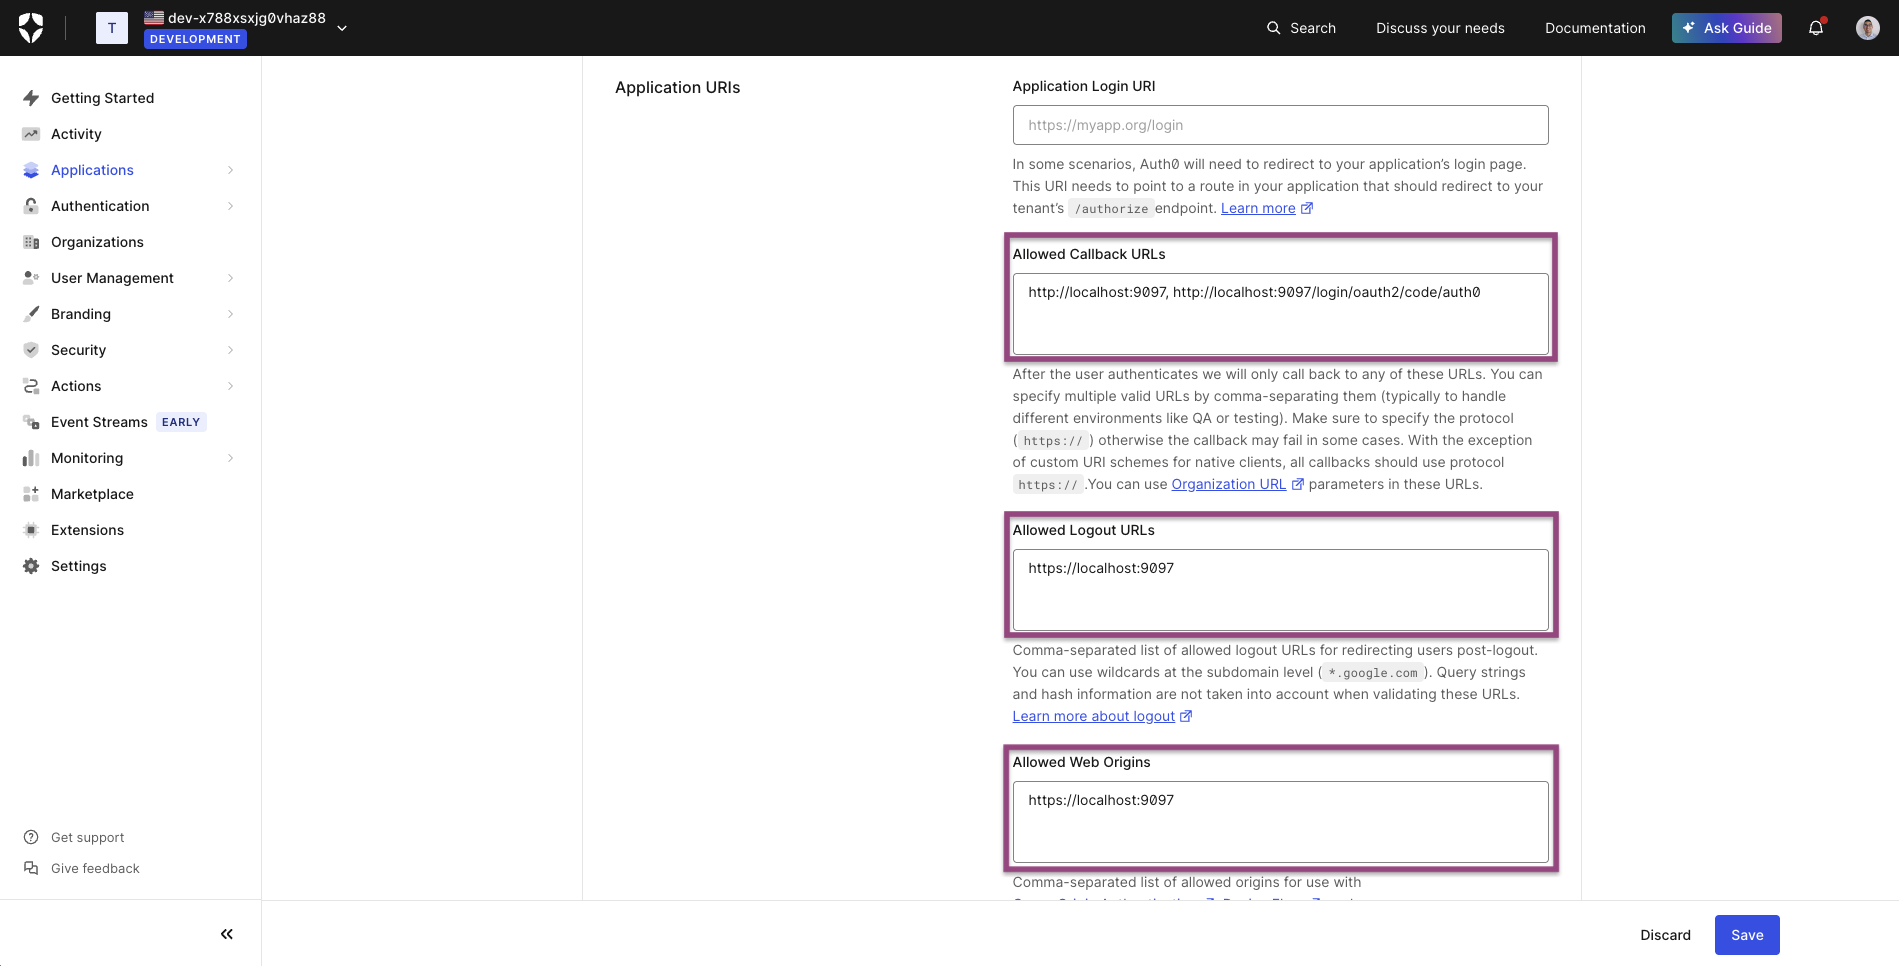 T
dev-x788xsxjg0vhaz88
DEVELOPMENT
Search
Discuss your needs
Documentation
Ask Guide
Getting Started
Activity
Applications
Authentication
Organizations
User Management
Branding
Security
Actions
Event Streams EARLY
Monitoring
Marketplace
Extensions
Settings
Get support
Give feedback
Application URIs
Application Login URI
https://myapp.org/login
In some scenarios, Auth0 will need to redirect to your application’s login page.
This URI needs to point to a route in your application that should redirect to your
tenant’s /authorize endpoint. Learn more
Allowed Callback URLs
http://localhost:9097, http://localhost:9097/login/oauth2/code/auth0
After the user authenticates we will only call back to any of these URLs. You can
specify multiple valid URLs by comma-separating them (typically to handle
different environments like QA or testing). Make sure to specify the protocol
( https:// ) otherwise the callback may fail in some cases. With the exception
of custom URI schemes for native clients, all callbacks should use protocol
https:// .You can use Organization URL parameters in these URLs.
Allowed Logout URLs
https://localhost:9097
Comma-separated list of allowed logout URLs for redirecting users post-logout.
You can use wildcards at the subdomain level ( *.google.com ). Query strings
and hash information are not taken into account when validating these URLs.
Learn more about logout
Allowed Web Origins
https://localhost:9097
Comma-separated list of allowed origins for use with
Discard
Save